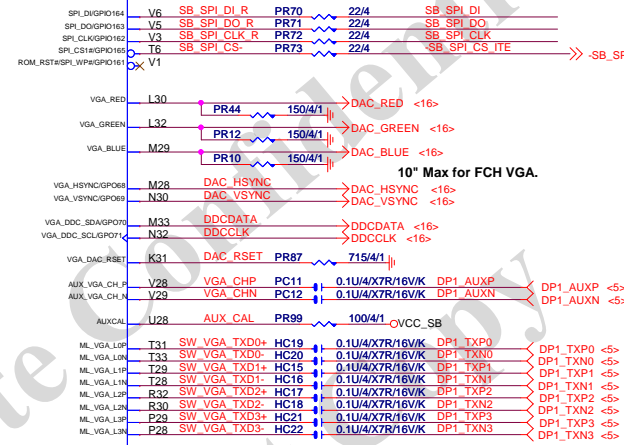 SPI_DI/GPIO164 V6 SB_SPI_DI_R PR70 22/4 SB_SPI_DI
SPI_DO/GPIO163 V5 SB_SPI_DO_R PR71 22/4 SB_SPI_DO
SPI_CLK/GPIO162 V3 SB_SPI_CLK_R PR72 22/4 SB_SPI_CLK
SPI_CS1#/GPIO165 T6 SB_SPI_CS- PR73 22/4 -SB_SPI_CS_ITE -SB_SP
ROM_RST#/SPI_WP#/GPIO161 V1
VGA_RED L30 DAC_RED <16>
PR44 150/4/1
VGA_GREEN L32 DAC_GREEN <16>
PR12 150/4/1
VGA_BLUE M29 DAC_BLUE <16>
PR10 150/4/1
10" Max for FCH VGA.
VGA_HSYNC/GPO68 M28 DAC_HSYNC DAC_HSYNC <16>
VGA_VSYNC/GPO69 N30 DAC_VSYNC DAC_VSYNC <16>
VGA_DDC_SDA/GPO70 M33 DDCDATA DDCDATA <16>
VGA_DDC_SCL/GPO71 N32 DDCCLK DDCCLK <16>
VGA_DAC_RSET K31 DAC_RSET PR87 715/4/1
AUX_VGA_CH_P V28 VGA_CHP PC11 0.1U/4/X7R/16V/K DP1_AUXP DP1_AUXP <5>
AUX_VGA_CH_N V29 VGA_CHN PC12 0.1U/4/X7R/16V/K DP1_AUXN DP1_AUXN <5>
AUXCAL U28 AUX_CAL PR99 100/4/1 VCC_SB
ML_VGA_L0P T31 SW_VGA_TXD0+ HC19 0.1U/4/X7R/16V/K DP1_TXP0 DP1_TXP0 <5>
ML_VGA_L0N T33 SW_VGA_TXD0- HC20 0.1U/4/X7R/16V/K DP1_TXN0 DP1_TXN0 <5>
ML_VGA_L1P T29 SW_VGA_TXD1+ HC15 0.1U/4/X7R/16V/K DP1_TXP1 DP1_TXP1 <5>
ML_VGA_L1N T28 SW_VGA_TXD1- HC16 0.1U/4/X7R/16V/K DP1_TXN1 DP1_TXN1 <5>
ML_VGA_L2P R32 SW_VGA_TXD2+ HC17 0.1U/4/X7R/16V/K DP1_TXP2 DP1_TXP2 <5>
ML_VGA_L2N R30 SW_VGA_TXD2- HC18 0.1U/4/X7R/16V/K DP1_TXN2 DP1_TXN2 <5>
ML_VGA_L3P P29 SW_VGA_TXD3+ HC21 0.1U/4/X7R/16V/K DP1_TXP3 DP1_TXP3 <5>
ML_VGA_L3N P28 SW_VGA_TXD3- HC22 0.1U/4/X7R/16V/K DP1_TXN3 DP1_TXN3 <5>
te Confident
Copy